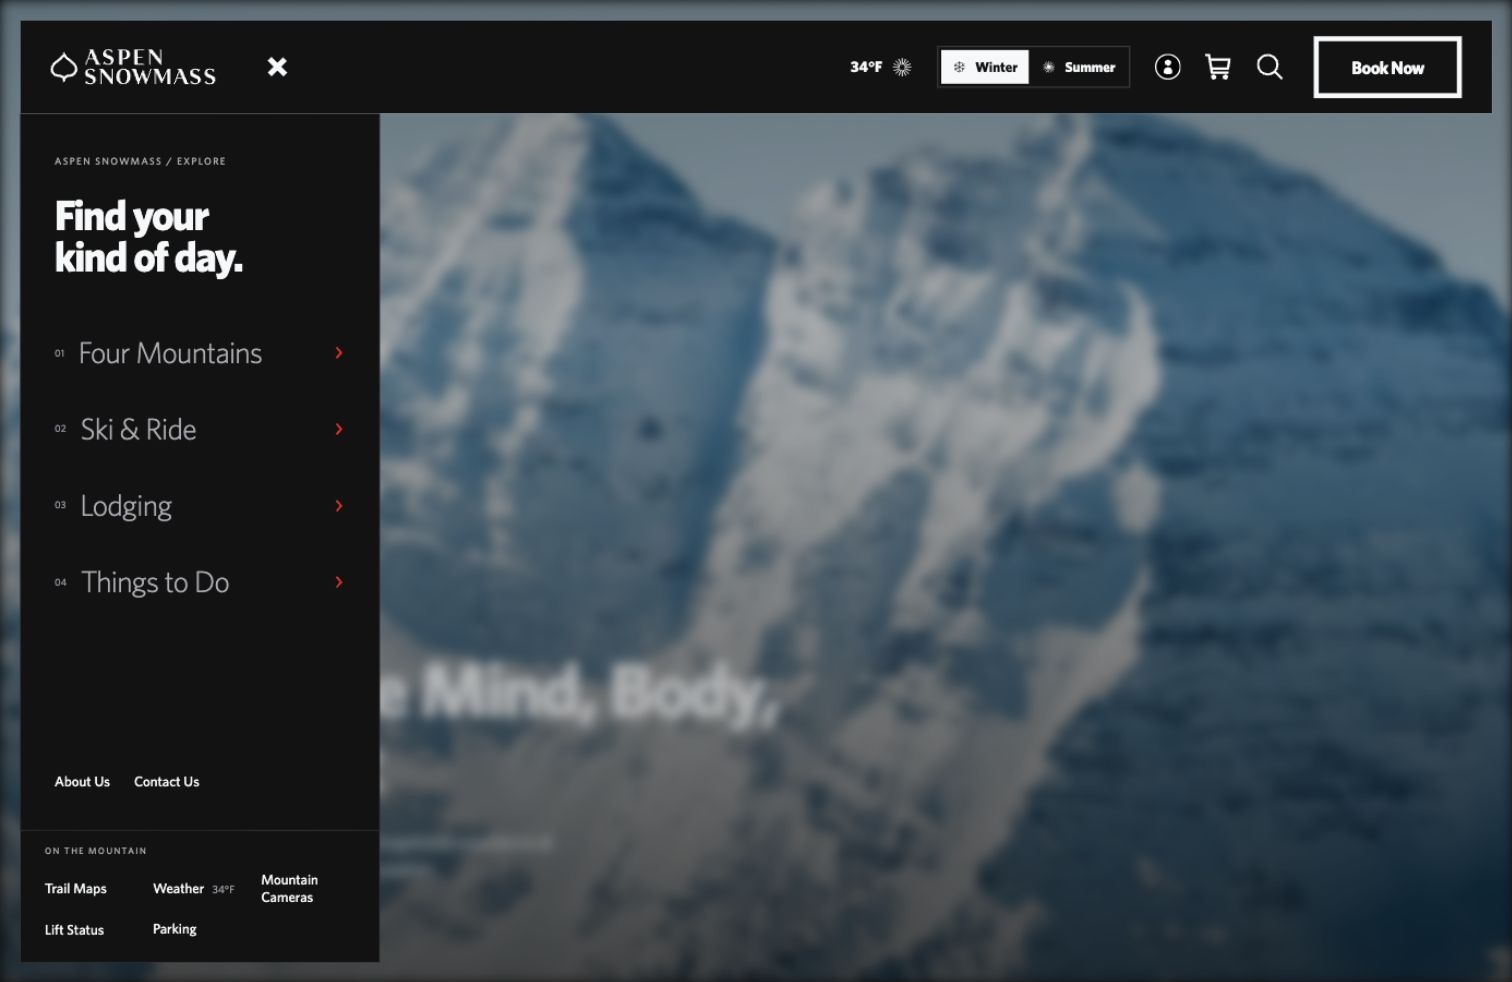 ASPEN
SNOWMASS
34°F
Winter
Summer
Book Now
ASPEN SNOWMASS / EXPLORE
Find your
kind of day.
01 Four Mountains
02 Ski & Ride
03 Lodging
04 Things to Do
e Mind, Body,
About Us Contact Us
ON THE MOUNTAIN
Trail Maps
Weather 34°F
Mountain
Cameras
Lift Status
Parking